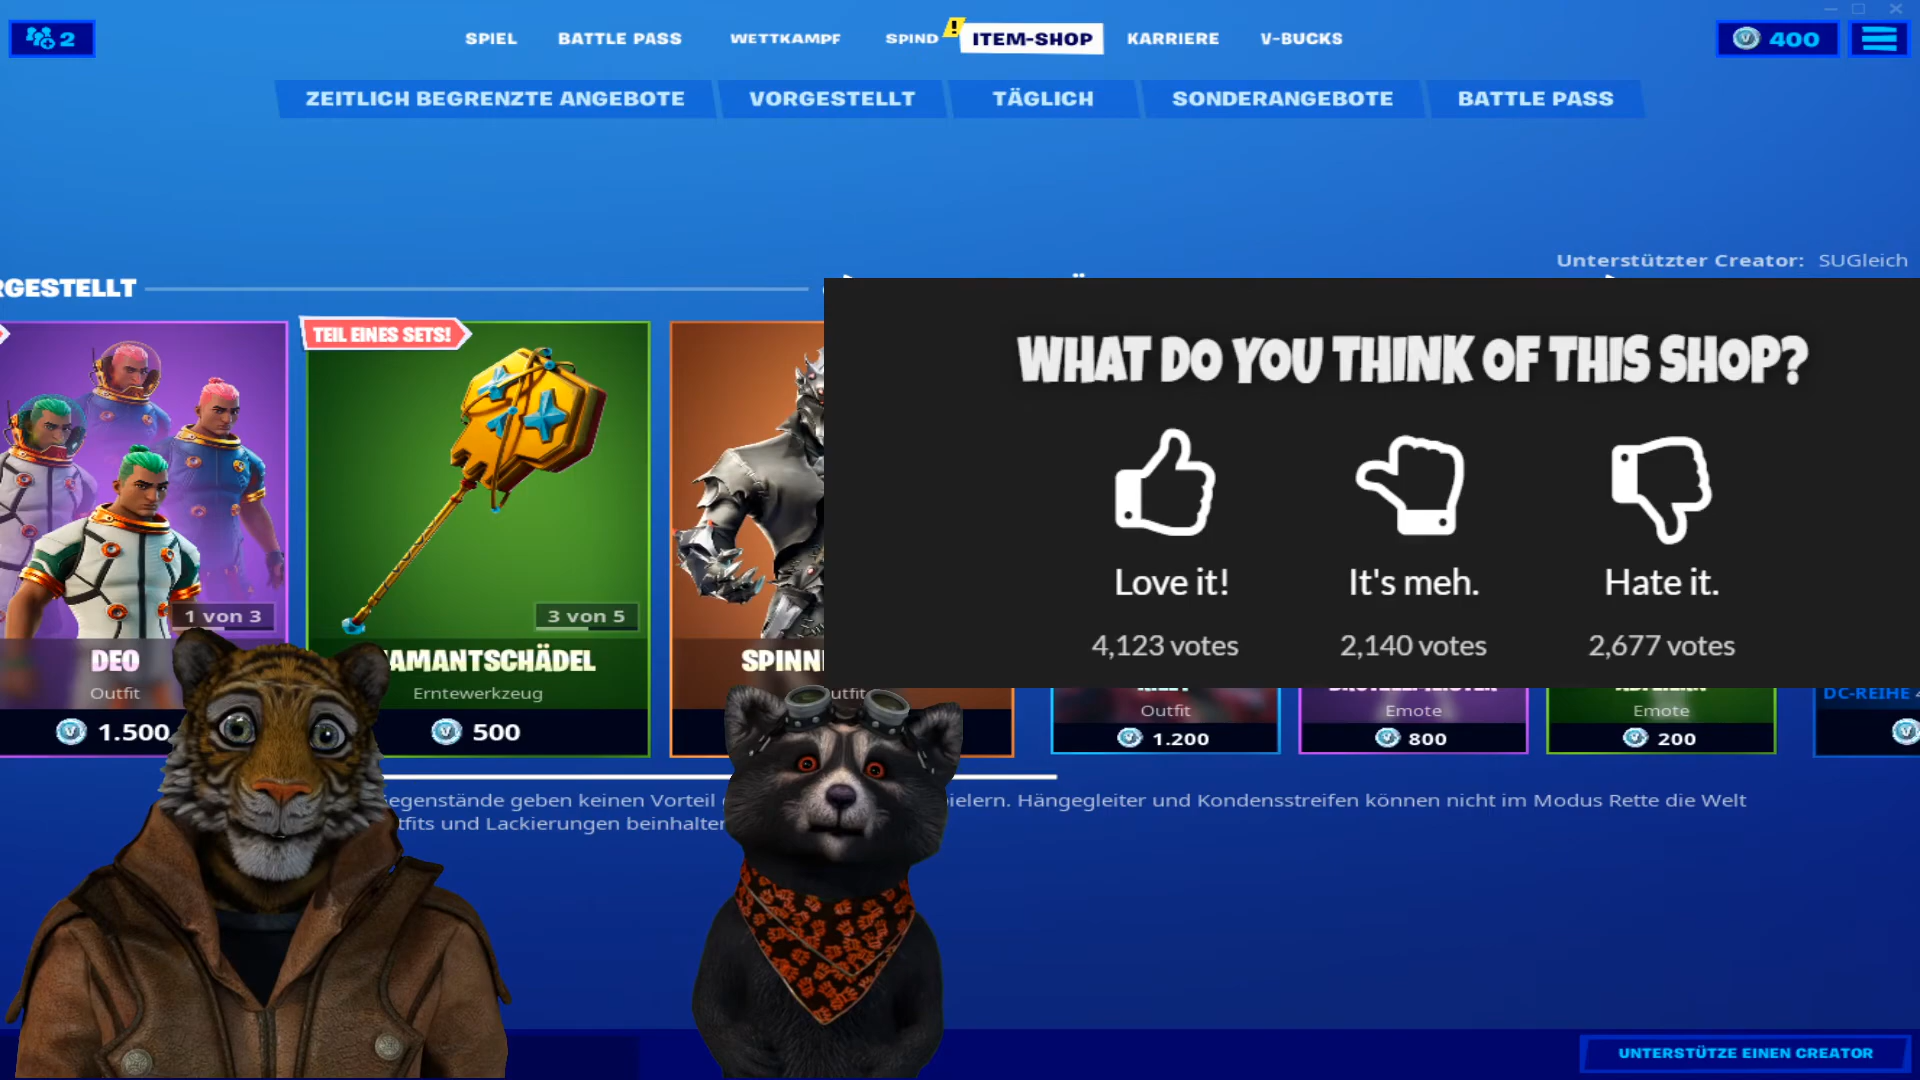 2
SPIEL
BATTLE PASS
WETTKAMPF
SPIND
!
ITEM-SHOP
KARRIERE
V-BUCKS
400
ZEITLICH BEGRENZTE ANGEBOTE
VORGESTELLT
TÄGLICH
SONDERANGEBOTE
BATTLE PASS
Unterstützter Creator: SUGleich
RGESTELLT
TEIL EINES SETS!
1 von 3
DEO
Outfit
1.500
3 von 5
AMANTSCHÄDEL
Erntewerkzeug
500
SPINN
utfit
WHAT DO YOU THINK OF THIS SHOP?
Love it!
It's meh.
Hate it.
4,123 votes
2,140 votes
2,677 votes
Outfit
1.200
Emote
800
Emote
200
DC-REIHE
egenstände geben keinen Vorteil
ielern. Hängegleiter und Kondensstreifen können nicht im Modus Rette die Welt
tfits und Lackierungen beinhalten
UNTERSTÜTZE EINEN CREATOR